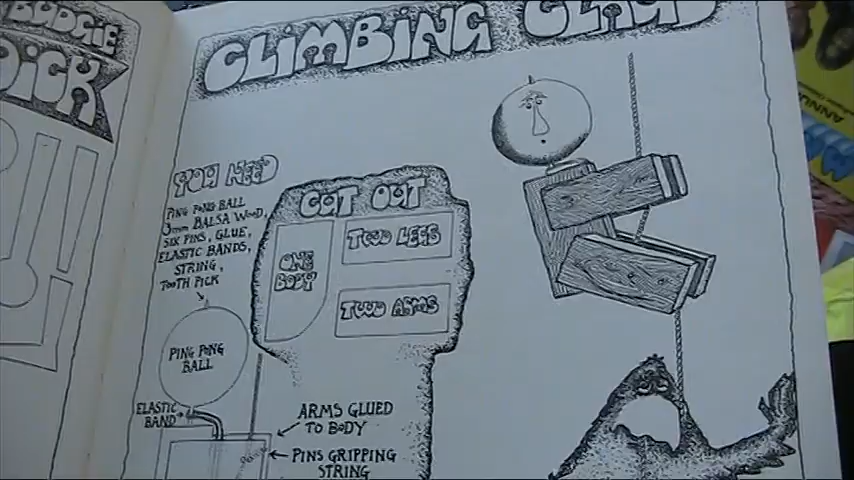 BUDGIE
DICK
CLIMBING CLAUD
YOU NEED
PING PONG BALL
3mm BALSA WOOD,
SIX PINS, GLUE,
ELASTIC BANDS,
STRING,
TOOTH PICK
CUT OUT
ONE
BODY
TWO LEGS
TWO ARMS
PING PONG
BALL
ELASTIC
BAND
ARMS GLUED
TO BODY
PINS GRIPPING
STRING
ANNU